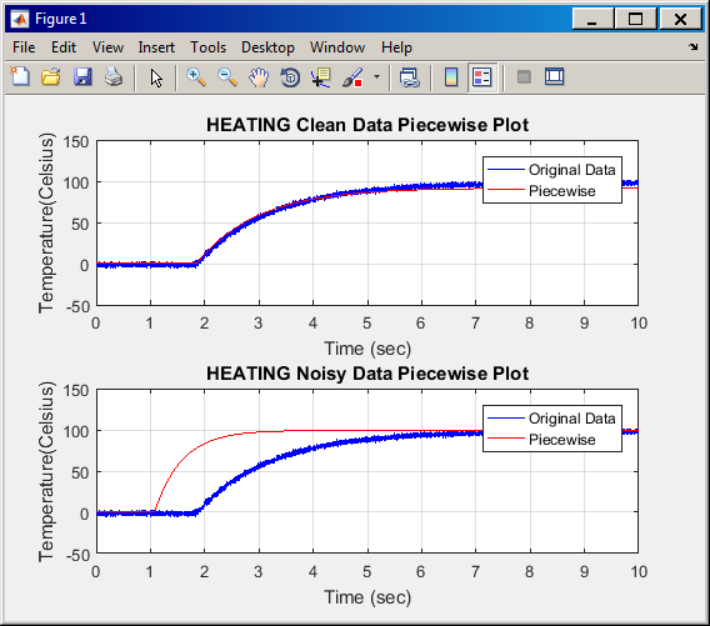 Figure 1
File Edit View Insert Tools Desktop Window Help
HEATING Clean Data Piecewise Plot
150
100
50
0
-50
Temperature(Celsius)
Original Data
Piecewise
0 1 2 3 4 5 6 7 8 9 10
Time (sec)
HEATING Noisy Data Piecewise Plot
150
100
50
0
-50
Temperature(Celsius)
Original Data
Piecewise
0 1 2 3 4 5 6 7 8 9 10
Time (sec)